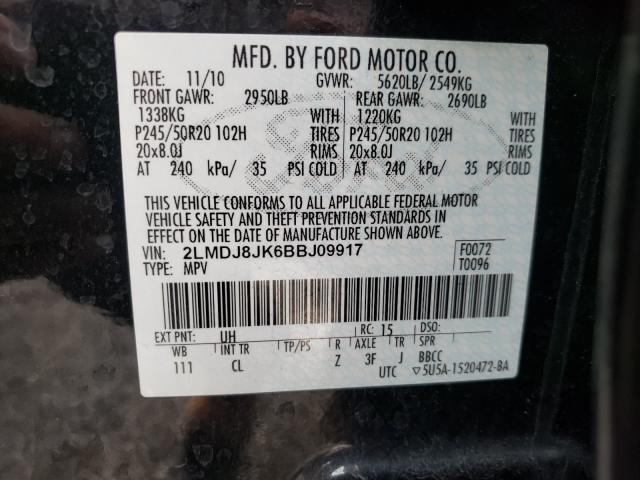 MFD. BY FORD MOTOR CO.
DATE: 11/10 GVWR: 5620LB/ 2549KG
FRONT GAWR: 2950LB REAR GAWR: 2690LB
1338KG 1220KG
P245/50R20 102H TIRES P245/50R20 102H TIRES
20x8.0J RIMS 20x8.0J RIMS
AT 240 kPa/ 35 PSI COLD AT 240 kPa/ 35 PSI COLD
THIS VEHICLE CONFORMS TO ALL APPLICABLE FEDERAL MOTOR
VEHICLE SAFETY AND THEFT PREVENTION STANDARDS IN
EFFECT ON THE DATE OF MANUFACTURE SHOWN ABOVE.
VIN: 2LMDJ8JK6BBJ09917 F0072
TYPE: MPV T0096
EXT PNT: UH RC: 15 DSO:
WB INT TR TP/PS R AXLE TR SPR
111 CL Z 3F J BBCC
UTC ▽5U5A-1520472-BA